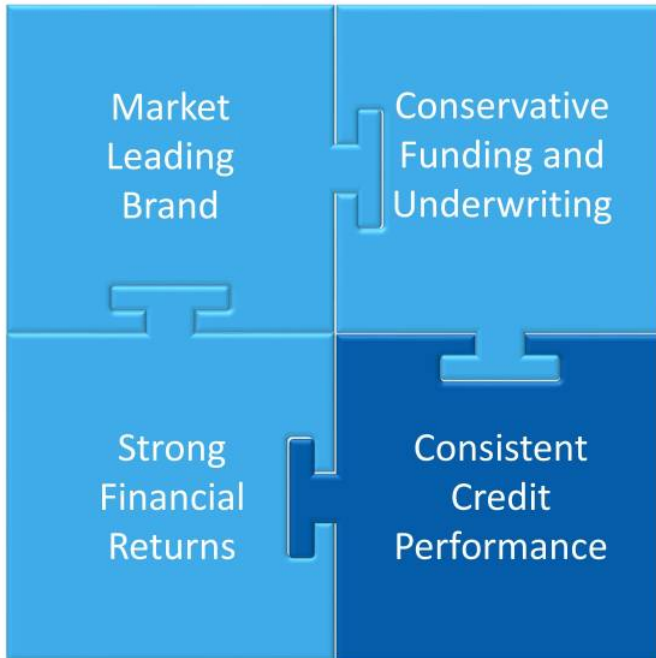 Market
Leading
Brand
Conservative
Funding and
Underwriting
Strong
Financial
Returns
Consistent
Credit
Performance